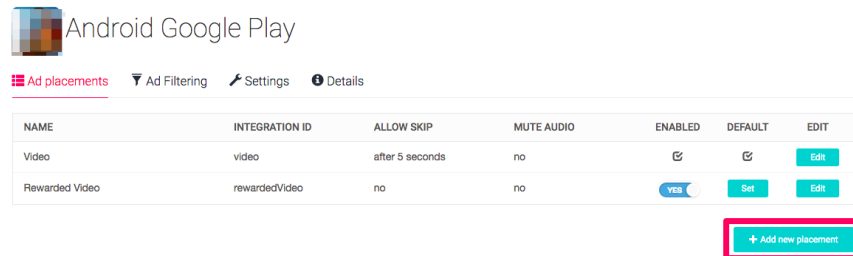 Android Google Play
Ad placements Ad Filtering Settings Details
NAME INTEGRATION ID ALLOW SKIP MUTE AUDIO ENABLED DEFAULT EDIT
Video video after 5 seconds no Edit
Rewarded Video rewardedVideo no no YES Set Edit
+ Add new placement